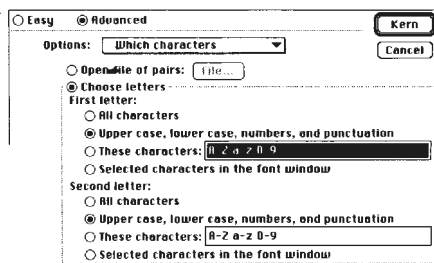 Easy Advanced Kern
Options: Which characters Cancel
Open file of pairs: file...
Choose letters
First letter:
All characters
Upper case, lower case, numbers, and punctuation
These characters: A-Z a-z 0-9
Selected characters in the font window
Second letter:
All characters
Upper case, lower case, numbers, and punctuation
These characters: A-Z a-z 0-9
Selected characters in the font window